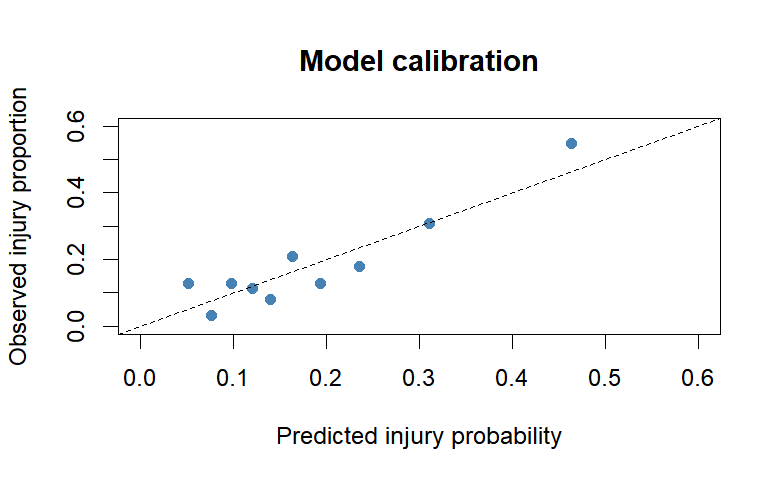 Model calibration
Observed injury proportion
0.6
0.4
0.2
0.0
0.0 0.1 0.2 0.3 0.4 0.5 0.6
Predicted injury probability